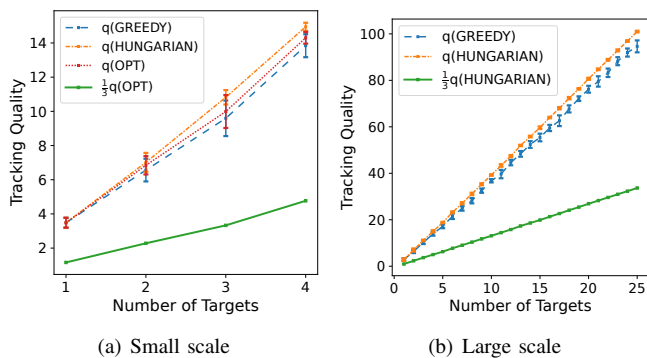 q(GREEDY)
q(HUNGARIAN)
q(OPT)
1/3 q(OPT)
Tracking Quality
14
12
10
8
6
4
2
1
2
3
4
Number of Targets
(a) Small scale
q(GREEDY)
q(HUNGARIAN)
1/3 q(HUNGARIAN)
Tracking Quality
100
80
60
40
20
0
0
5
10
15
20
25
Number of Targets
(b) Large scale